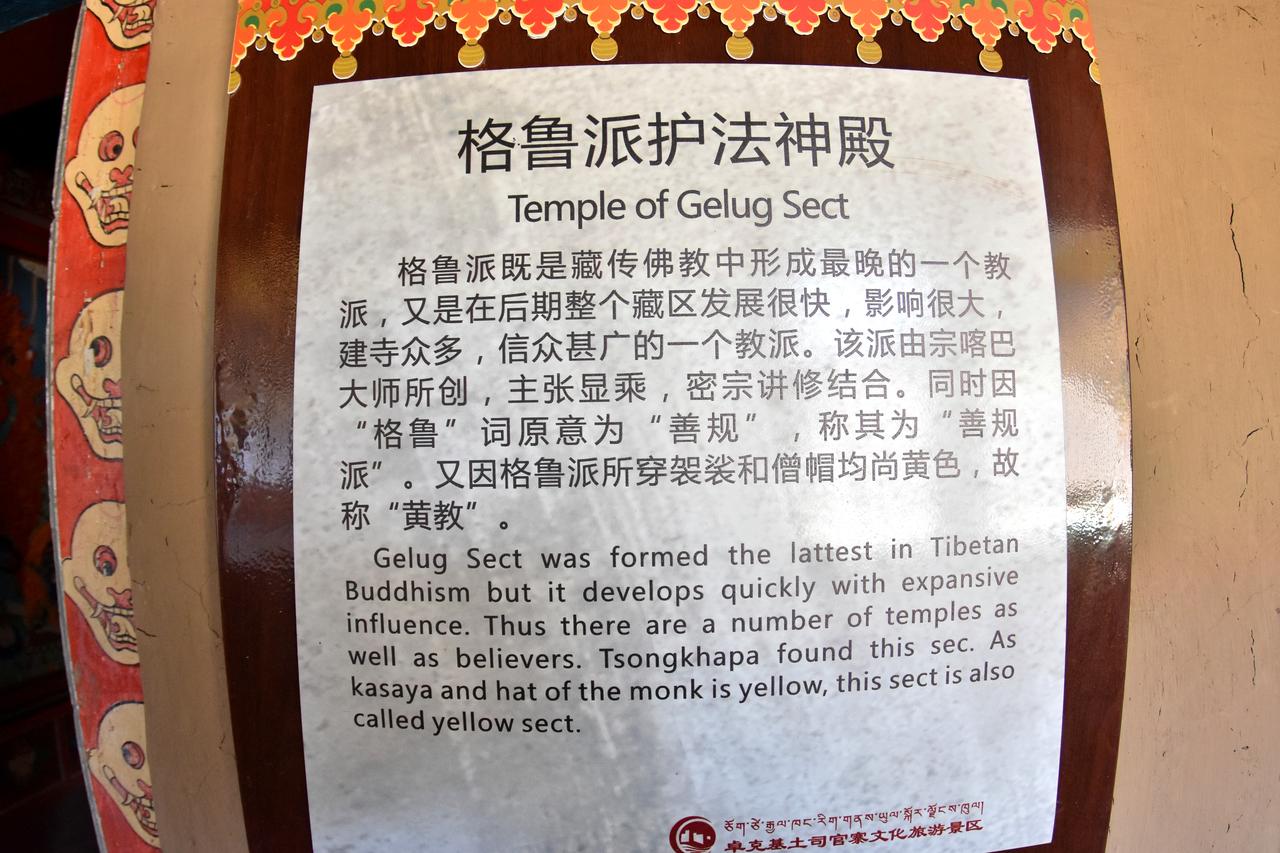 格鲁派护法神殿
Temple of Gelug Sect
格鲁派既是藏传佛教中形成最晚的一个教
派，又是在后期整个藏区发展很快，影响很大，
建寺众多，信众甚广的一个教派。该派由宗喀巴
大师所创，主张显乘，密宗讲修结合。同时因
“格鲁”词原意为“善规”，称其为“善规
派”。又因格鲁派所穿袈裟和僧帽均尚黄色，故
称“黄教”。
Gelug Sect was formed the lattest in Tibetan
Buddhism but it develops quickly with expansive
influence. Thus there are a number of temples as
well as believers. Tsongkhapa found this sec. As
kasaya and hat of the monk is yellow, this sect is also
called yellow sect.
ཅོག་ཙེ་རྒྱལ་ཁང་རིག་གནས་ཡུལ་སྐོར་ལྗོངས་ཁུལ།
卓克基土司官寨文化旅游景区